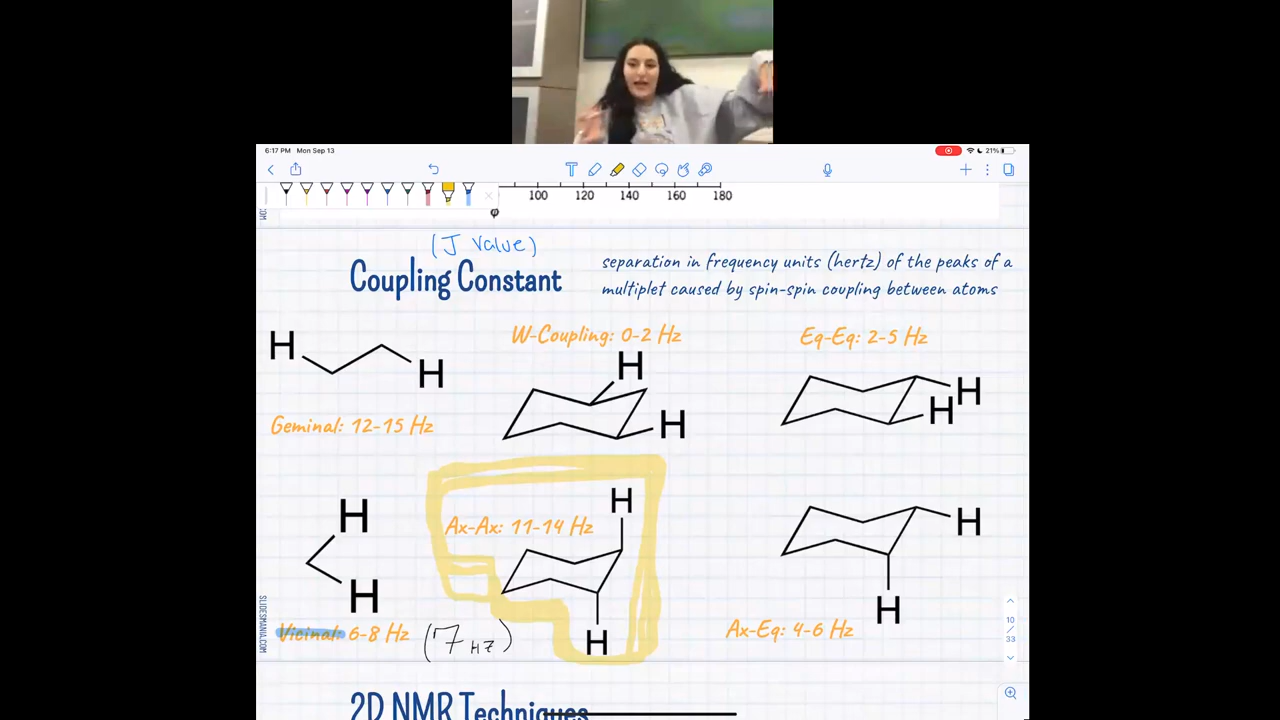 6:17 PM Mon Sep 13
21%
T
100 120 140 160 180
φ
(J value)
Coupling Constant
separation in frequency units (hertz) of the peaks of a
multiplet caused by spin-spin coupling between atoms
W-Coupling: 0-2 Hz
Eq-Eq: 2-5 Hz
H
H
H
H
H
H
Geminal: 12-15 Hz
H
H
Ax-Ax: 11-14 Hz
H
H
H
H
Vicinal: 6-8 Hz
(7 HZ)
Ax-Eq: 4-6 Hz
SLIDESMANIA.COM
10
/
33
2D NMR Techniques